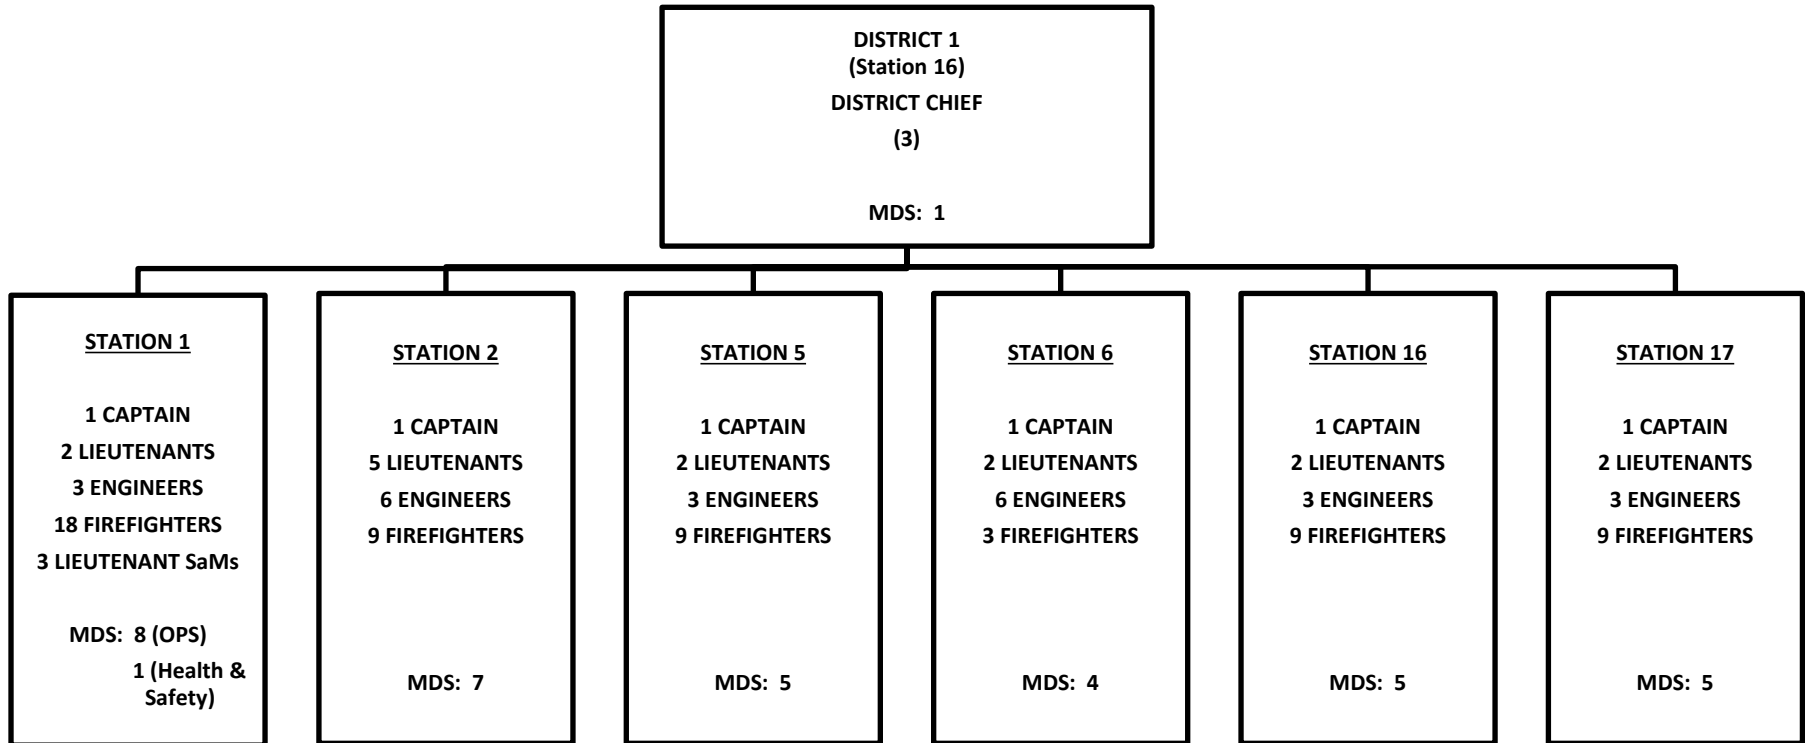 DISTRICT 1
(Station 16)
DISTRICT CHIEF
(3)
MDS: 1
STATION 1
1 CAPTAIN
2 LIEUTENANTS
3 ENGINEERS
18 FIREFIGHTERS
3 LIEUTENANT SaMs
MDS: 8 (OPS)
1 (Health &
Safety)
STATION 2
1 CAPTAIN
5 LIEUTENANTS
6 ENGINEERS
9 FIREFIGHTERS
MDS: 7
STATION 5
1 CAPTAIN
2 LIEUTENANTS
3 ENGINEERS
9 FIREFIGHTERS
MDS: 5
STATION 6
1 CAPTAIN
2 LIEUTENANTS
6 ENGINEERS
3 FIREFIGHTERS
MDS: 4
STATION 16
1 CAPTAIN
2 LIEUTENANTS
3 ENGINEERS
9 FIREFIGHTERS
MDS: 5
STATION 17
1 CAPTAIN
2 LIEUTENANTS
3 ENGINEERS
9 FIREFIGHTERS
MDS: 5